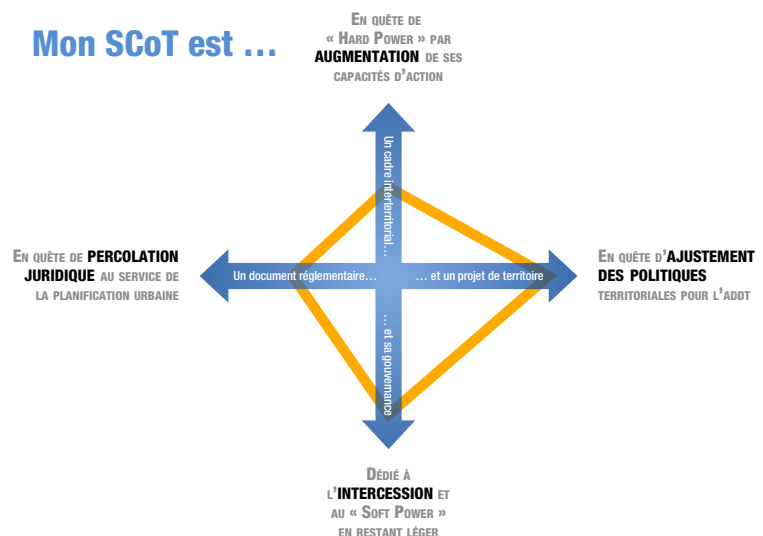 Mon SCoT est …
En quête de
« Hard Power » par
AUGMENTATION de ses
capacités d'action
Un cadre interterritorial…
En quête de PERCOLATION
JURIDIQUE au service de
la planification urbaine
Un document réglementaire…
… et un projet de territoire
En quête d'AJUSTEMENT
DES POLITIQUES
territoriales pour l'ADDT
… et sa gouvernance
Dédié à
l'INTERCESSION et
au « Soft Power »
en restant léger